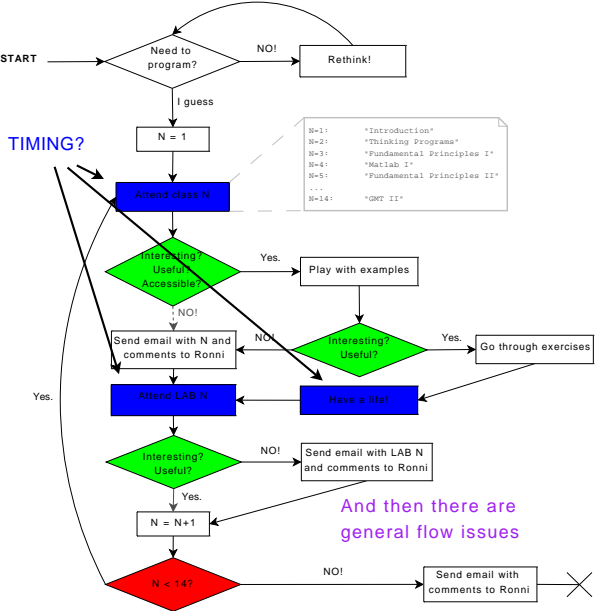 START
Need to
program?
NO!
Rethink!
I guess
N = 1
TIMING?
N=1: "Introduction"
N=2: "Thinking Programs"
N=3: "Fundamental Principles I"
N=4: "Matlab I"
N=5: "Fundamental Principles II"
...
N=14: "GMT II"
Attend class N
Interesting?
Useful?
Accessible?
Yes.
Play with examples
NO!
Send email with N and
comments to Ronni
NO!
Interesting?
Useful?
Yes.
Go through exercises
Yes.
Attend LAB N
Have a life!
Interesting?
Useful?
NO!
Send email with LAB N
and comments to Ronni
Yes.
N = N+1
And then there are
general flow issues
N < 14?
NO!
Send email with
comments to Ronni